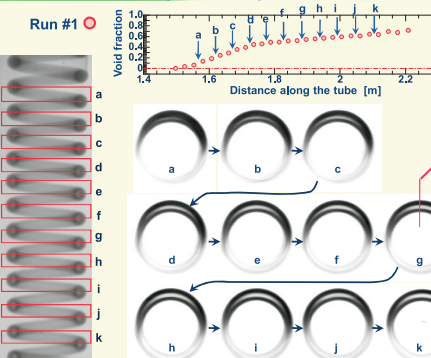 Run #1
Void fraction
1.0
0.8
0.6
0.4
0.2
0
a b c d e f g h i j k
1.4 1.6 1.8 2 2.2
Distance along the tube [m]
a
b
c
d
e
f
g
h
i
j
k
a b c
d e f g
h i j k